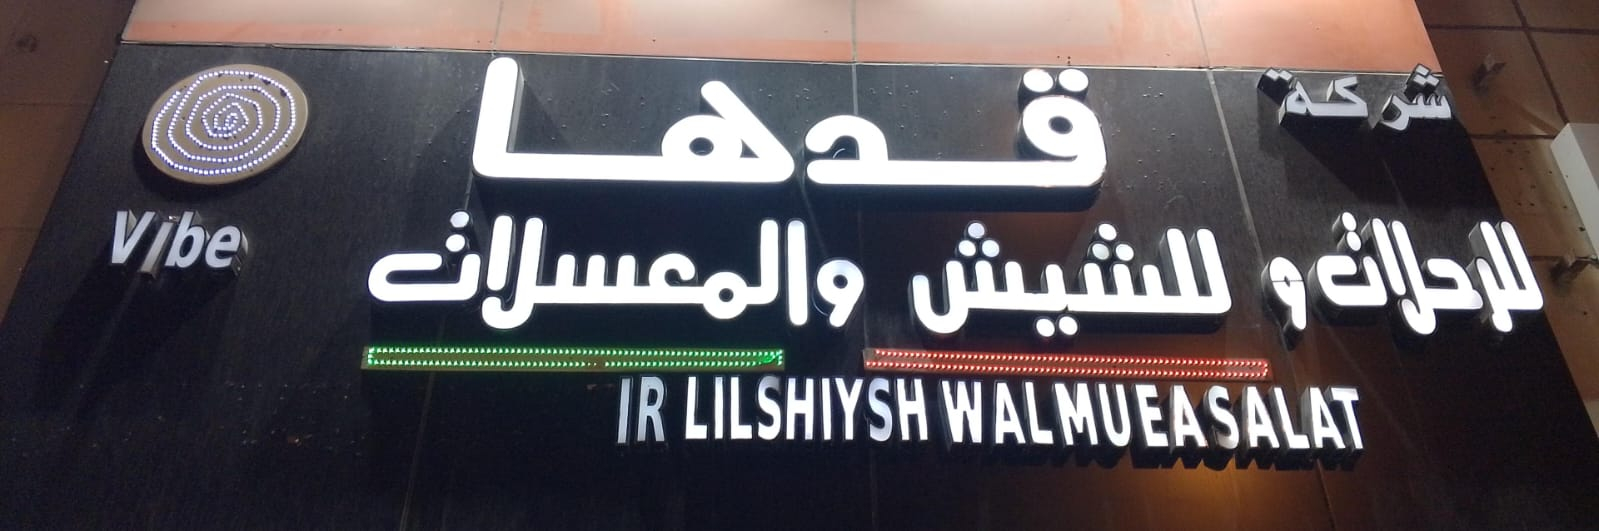 شركة
قدها
للرحلات و للشيش والمعسلات
Vibe
IR LILSHIYSH WALMUEASALAT